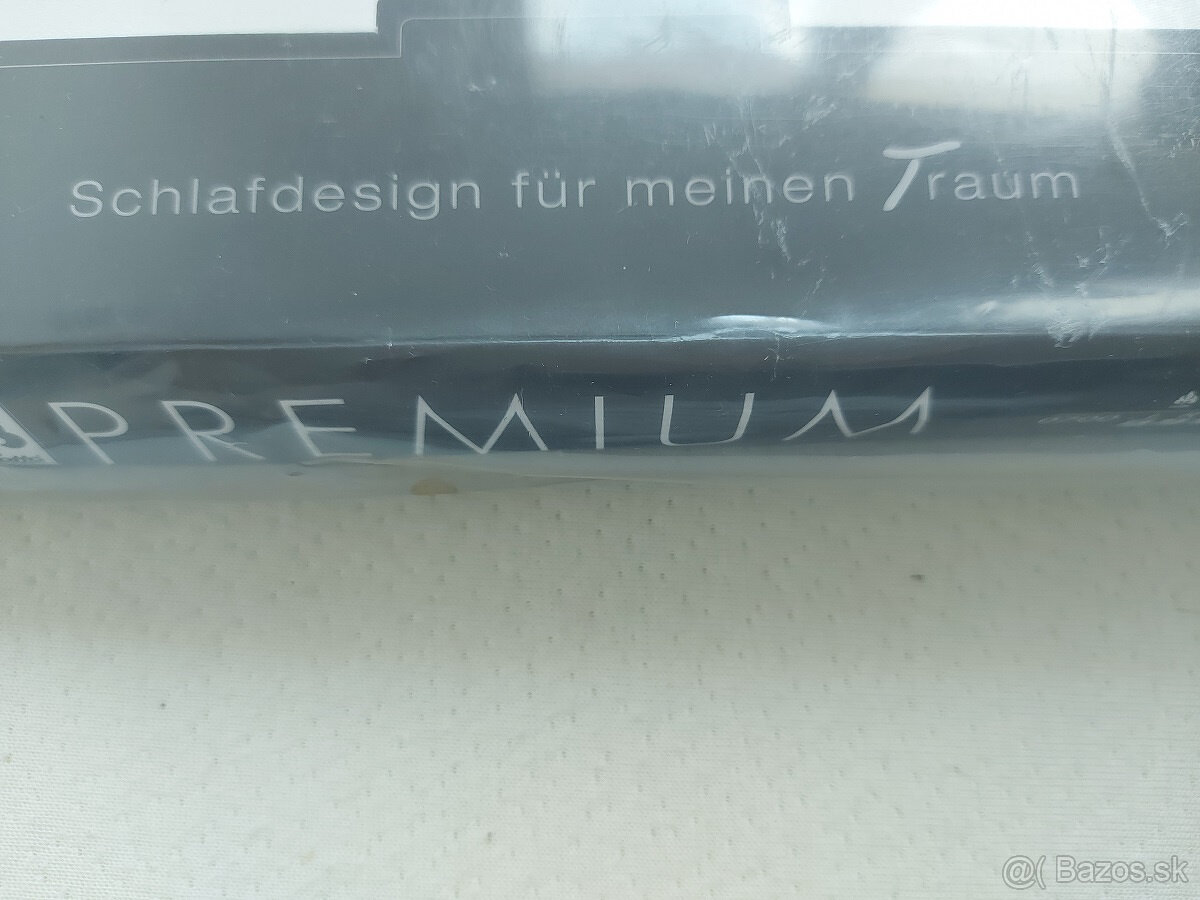 Schlafdesign für meinen Traum
PREMIUM
@( Bazos.sk